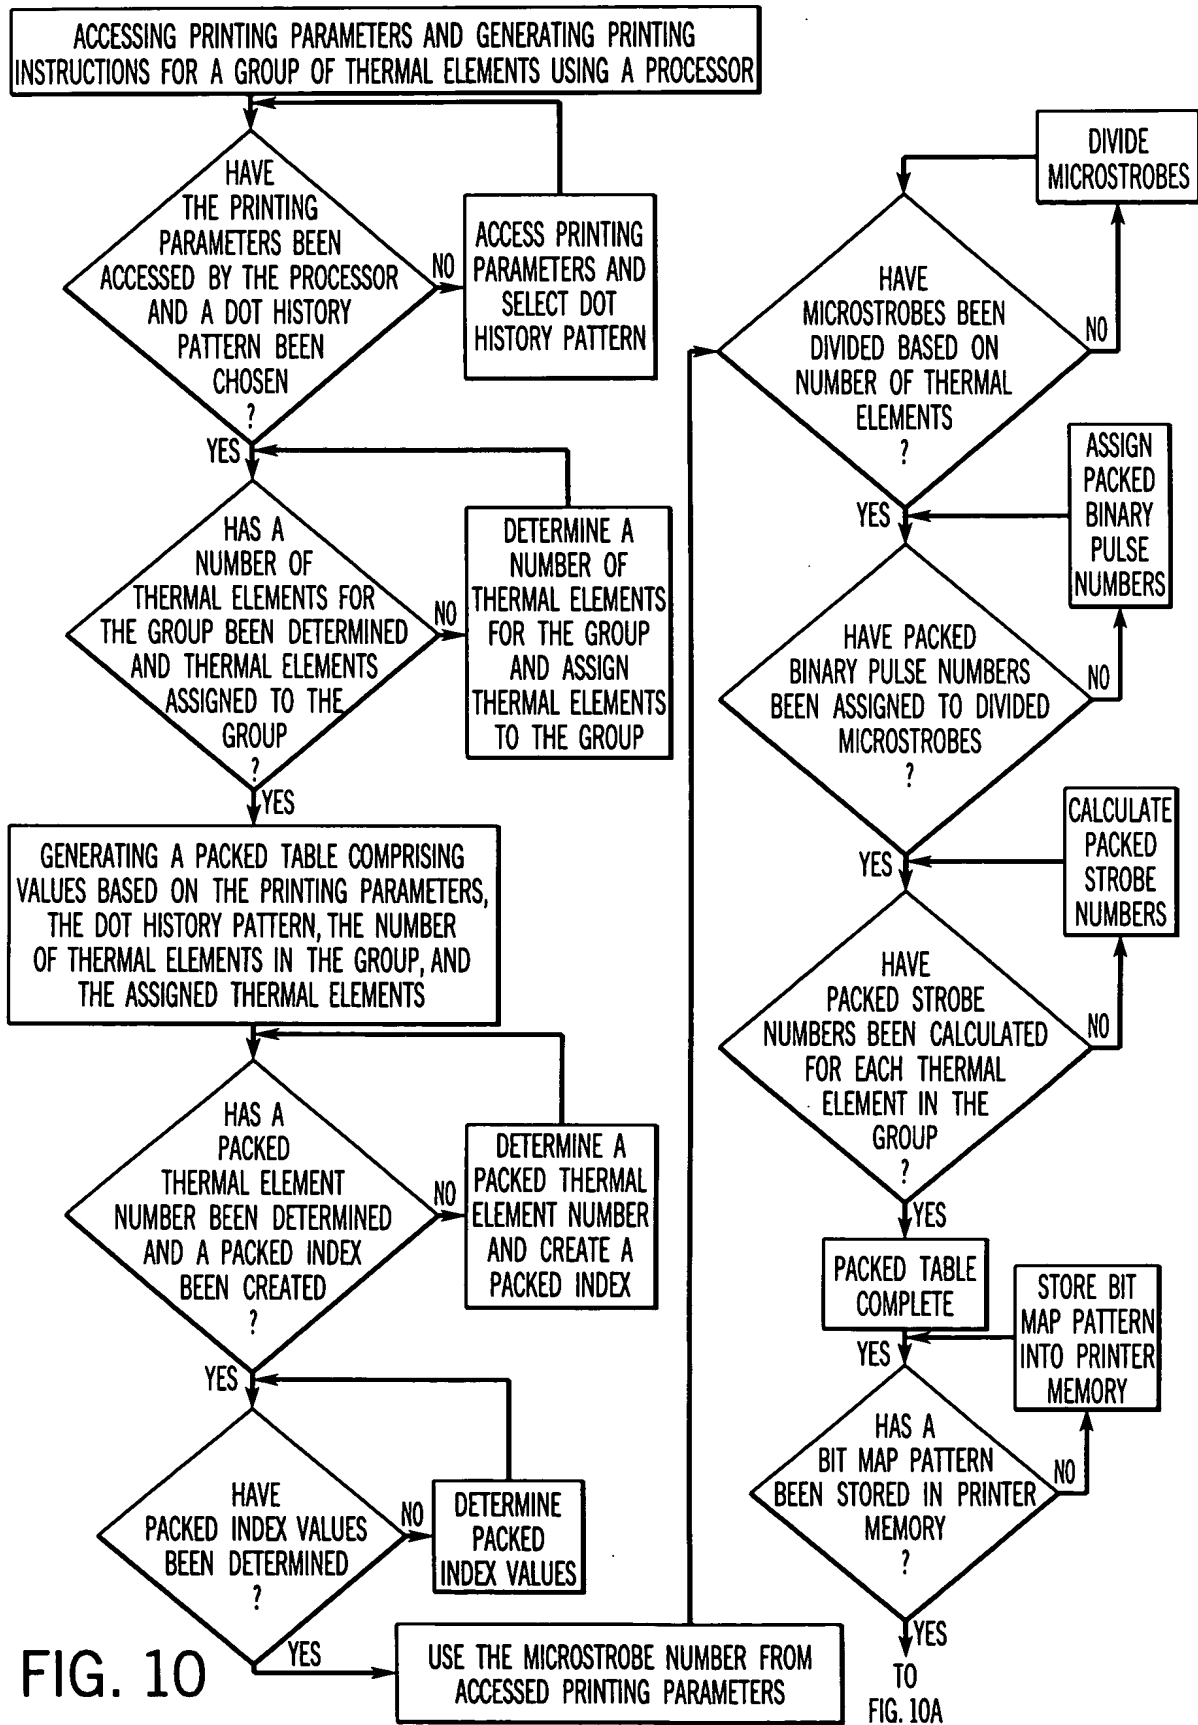 ACCESSING PRINTING PARAMETERS AND GENERATING PRINTING
INSTRUCTIONS FOR A GROUP OF THERMAL ELEMENTS USING A PROCESSOR
HAVE
THE PRINTING
PARAMETERS BEEN
ACCESSED BY THE PROCESSOR
AND A DOT HISTORY
PATTERN BEEN
CHOSEN
?
NO
ACCESS PRINTING
PARAMETERS AND
SELECT DOT
HISTORY PATTERN
YES
HAS A
NUMBER OF
THERMAL ELEMENTS FOR
THE GROUP BEEN DETERMINED
AND THERMAL ELEMENTS
ASSIGNED TO THE
GROUP
?
NO
DETERMINE A
NUMBER OF
THERMAL ELEMENTS
FOR THE GROUP
AND ASSIGN
THERMAL ELEMENTS
TO THE GROUP
YES
GENERATING A PACKED TABLE COMPRISING
VALUES BASED ON THE PRINTING PARAMETERS,
THE DOT HISTORY PATTERN, THE NUMBER
OF THERMAL ELEMENTS IN THE GROUP, AND
THE ASSIGNED THERMAL ELEMENTS
HAS A
PACKED
THERMAL ELEMENT
NUMBER BEEN DETERMINED
AND A PACKED INDEX
BEEN CREATED
?
NO
DETERMINE A
PACKED THERMAL
ELEMENT NUMBER
AND CREATE A
PACKED INDEX
YES
HAVE
PACKED INDEX VALUES
BEEN DETERMINED
?
NO
DETERMINE
PACKED
INDEX VALUES
YES
USE THE MICROSTROBE NUMBER FROM
ACCESSED PRINTING PARAMETERS
DIVIDE
MICROSTROBES
HAVE
MICROSTROBES BEEN
DIVIDED BASED ON
NUMBER OF THERMAL
ELEMENTS
?
NO
YES
ASSIGN
PACKED
BINARY
PULSE
NUMBERS
HAVE PACKED
BINARY PULSE NUMBERS
BEEN ASSIGNED TO DIVIDED
MICROSTROBES
?
NO
YES
CALCULATE
PACKED
STROBE
NUMBERS
HAVE
PACKED STROBE
NUMBERS BEEN CALCULATED
FOR EACH THERMAL
ELEMENT IN THE
GROUP
?
NO
YES
PACKED TABLE
COMPLETE
STORE BIT
MAP PATTERN
INTO PRINTER
MEMORY
YES
HAS A
BIT MAP PATTERN
BEEN STORED IN PRINTER
MEMORY
?
NO
YES
TO
FIG. 10A
FIG. 10